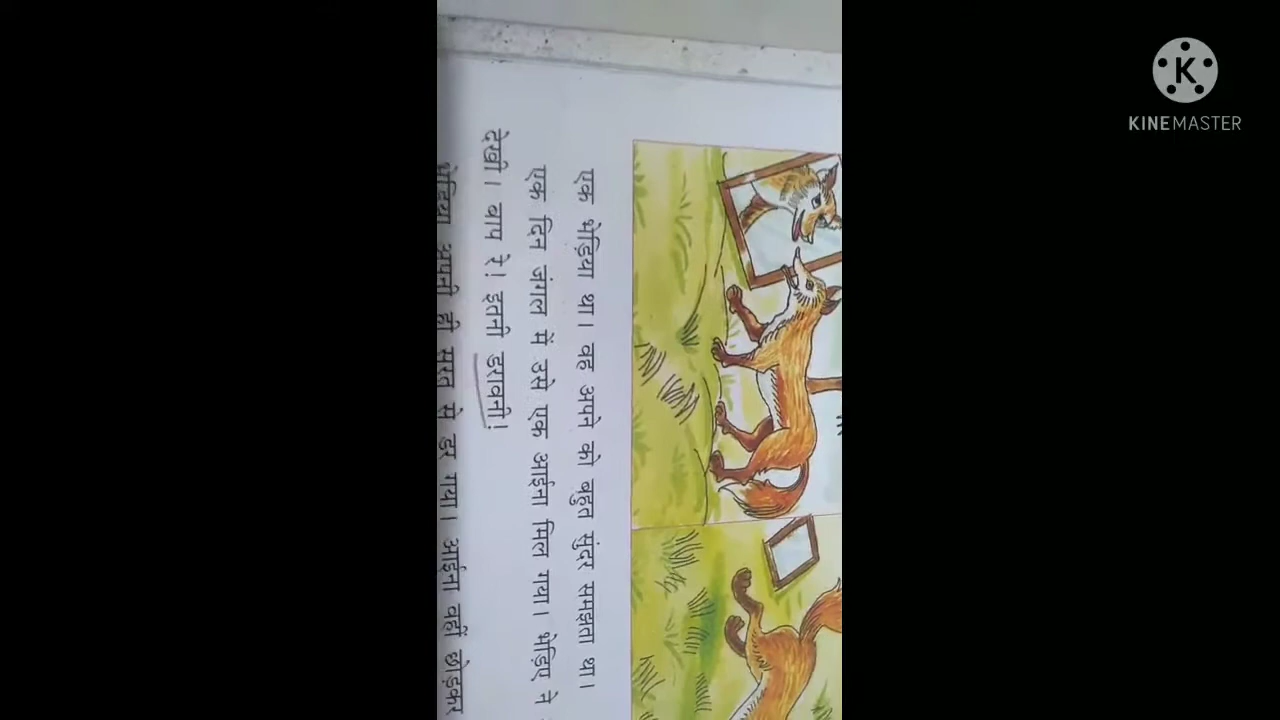 एक भेड़िया था। वह अपने को बहुत सुंदर समझता था।
एक दिन जंगल में उसे एक आईना मिल गया। भेड़िए ने
देखी। बाप रे! इतनी डरावनी!
भेड़िया अपनी ही सूरत से डर गया। आईना वहीं छोड़कर
KINEMASTER